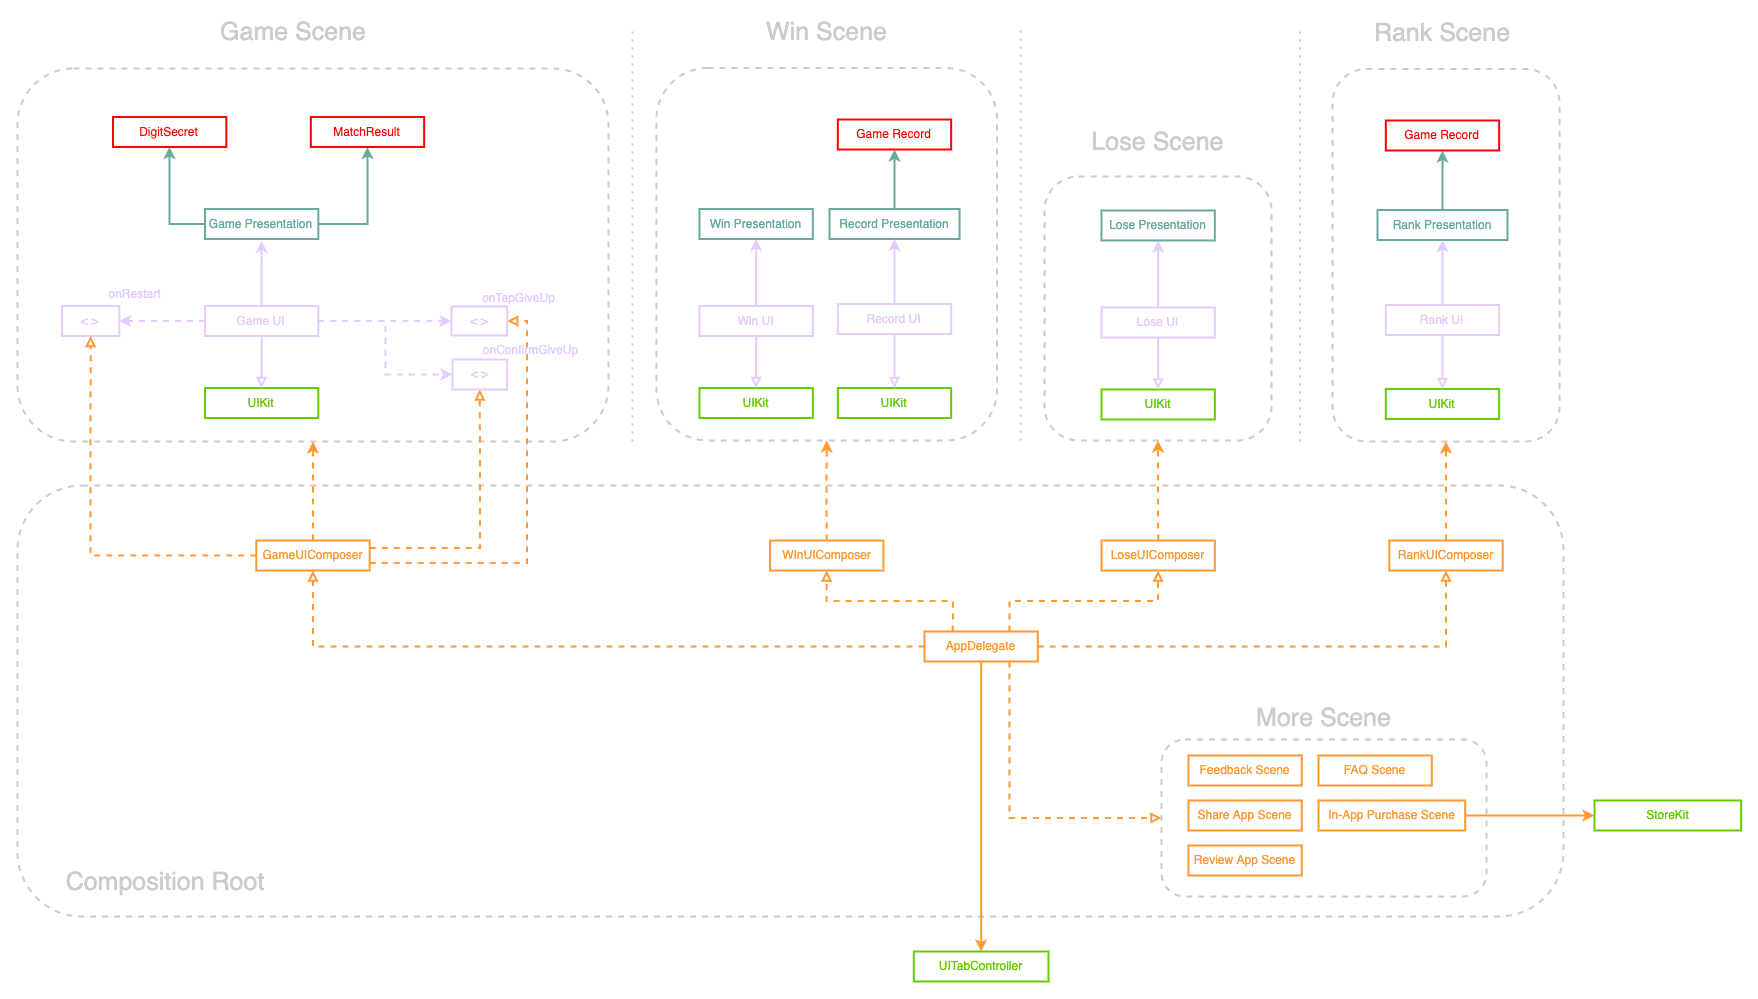 Game Scene
Win Scene
Rank Scene
Lose Scene
DigitSecret
MatchResult
Game Record
Game Record
Game Presentation
Win Presentation
Record Presentation
Lose Presentation
Rank Presentation
onRestart
onTapGiveUp
< >
Game UI
< >
Win UI
Record UI
Lose UI
Rank UI
onConfirmGiveUp
< >
UIKit
UIKit
UIKit
UIKit
UIKit
GameUIComposer
WInUIComposer
LoseUIComposer
RankUIComposer
AppDelegate
More Scene
Feedback Scene
FAQ Scene
Share App Scene
In-App Purchase Scene
StoreKit
Review App Scene
Composition Root
UITabController